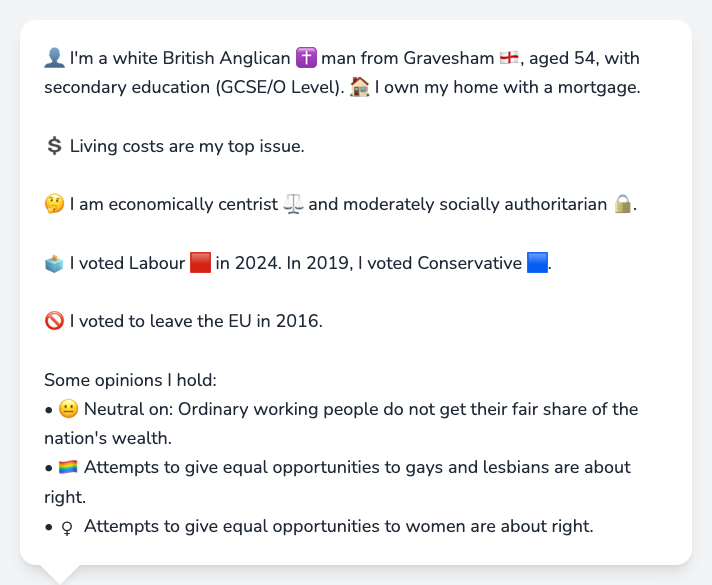 👤 I'm a white British Anglican ✝️ man from Gravesham 🏴󠁧󠁢󠁥󠁮󠁧󠁿, aged 54, with
secondary education (GCSE/O Level). 🏠 I own my home with a mortgage.
💲 Living costs are my top issue.
🤔 I am economically centrist ⚖️ and moderately socially authoritarian 🔒.
🗳️ I voted Labour 🟥 in 2024. In 2019, I voted Conservative 🟦.
🚫 I voted to leave the EU in 2016.
Some opinions I hold:
• 😐 Neutral on: Ordinary working people do not get their fair share of the
nation's wealth.
• 🏳️‍🌈 Attempts to give equal opportunities to gays and lesbians are about
right.
• ♀ Attempts to give equal opportunities to women are about right.